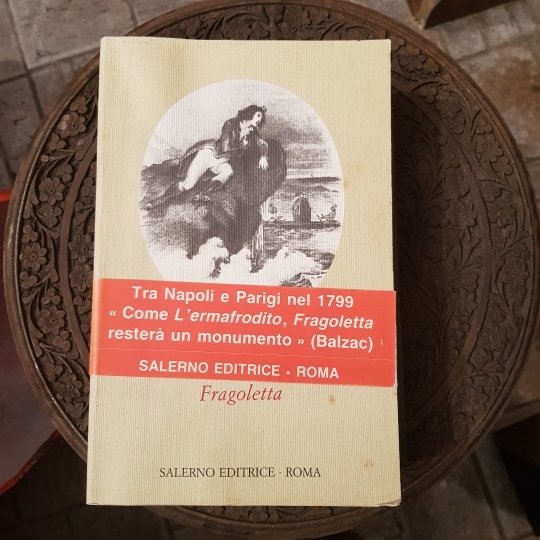 Tra Napoli e Parigi nel 1799
« Come L'ermafrodito, Fragoletta
resterà un monumento » (Balzac)
SALERNO EDITRICE • ROMA
Fragoletta
SALERNO EDITRICE · ROMA